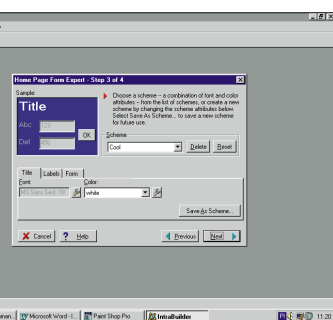 Home Page Form Expert - Step 3 of 4
Sample:
Title
Abc 123
Def 456
OK
Choose a scheme -- a combination of font and color
attributes -- from the list of schemes, or create a new
scheme by changing the scheme attributes below.
Select Save As Scheme... to save a new scheme
for future use.
Scheme
Cool
Delete
Reset
Title Labels Form
Font: Color:
MS Sans Serif, 18 white
Save As Scheme...
Cancel Help Previous Next
Microsoft Word - I... Paint Shop Pro IntraBuilder 11:20